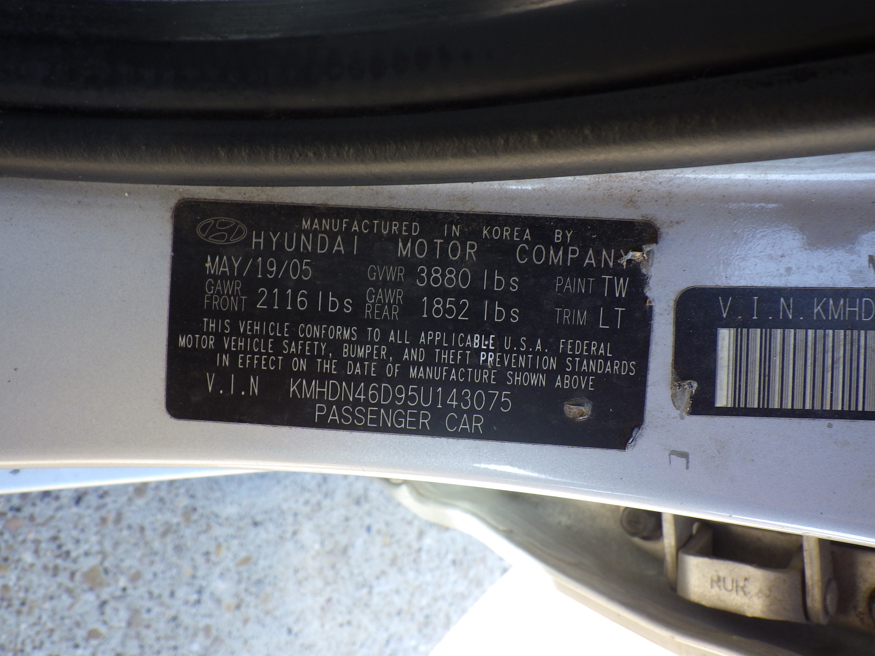 MANUFACTURED IN KOREA BY
HYUNDAI MOTOR COMPANY
MAY/19/05 GVWR 3880 lbs PAINT TW
GAWR FRONT 2116 lbs GAWR REAR 1852 lbs TRIM LT
THIS VEHICLE CONFORMS TO ALL APPLICABLE U.S.A. FEDERAL
MOTOR VEHICLE SAFETY, BUMPER, AND THEFT PREVENTION STANDARDS
IN EFFECT ON THE DATE OF MANUFACTURE SHOWN ABOVE
V.I.N KMHDN46D95U143075
PASSENGER CAR
V.I.N.KMHD
RUH